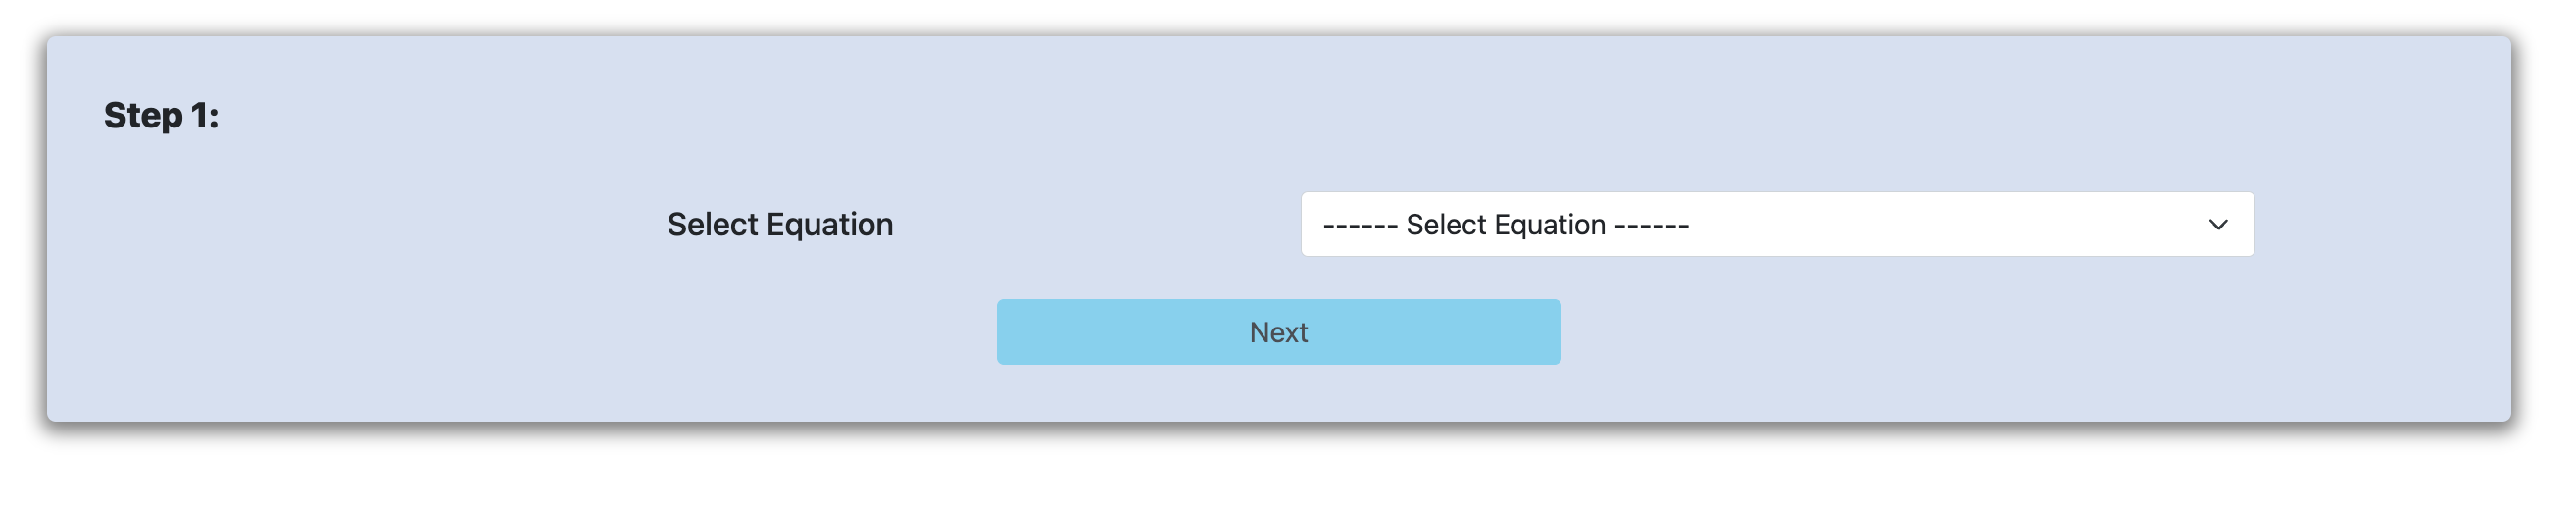 Step 1:
Select Equation
------ Select Equation ------
Next